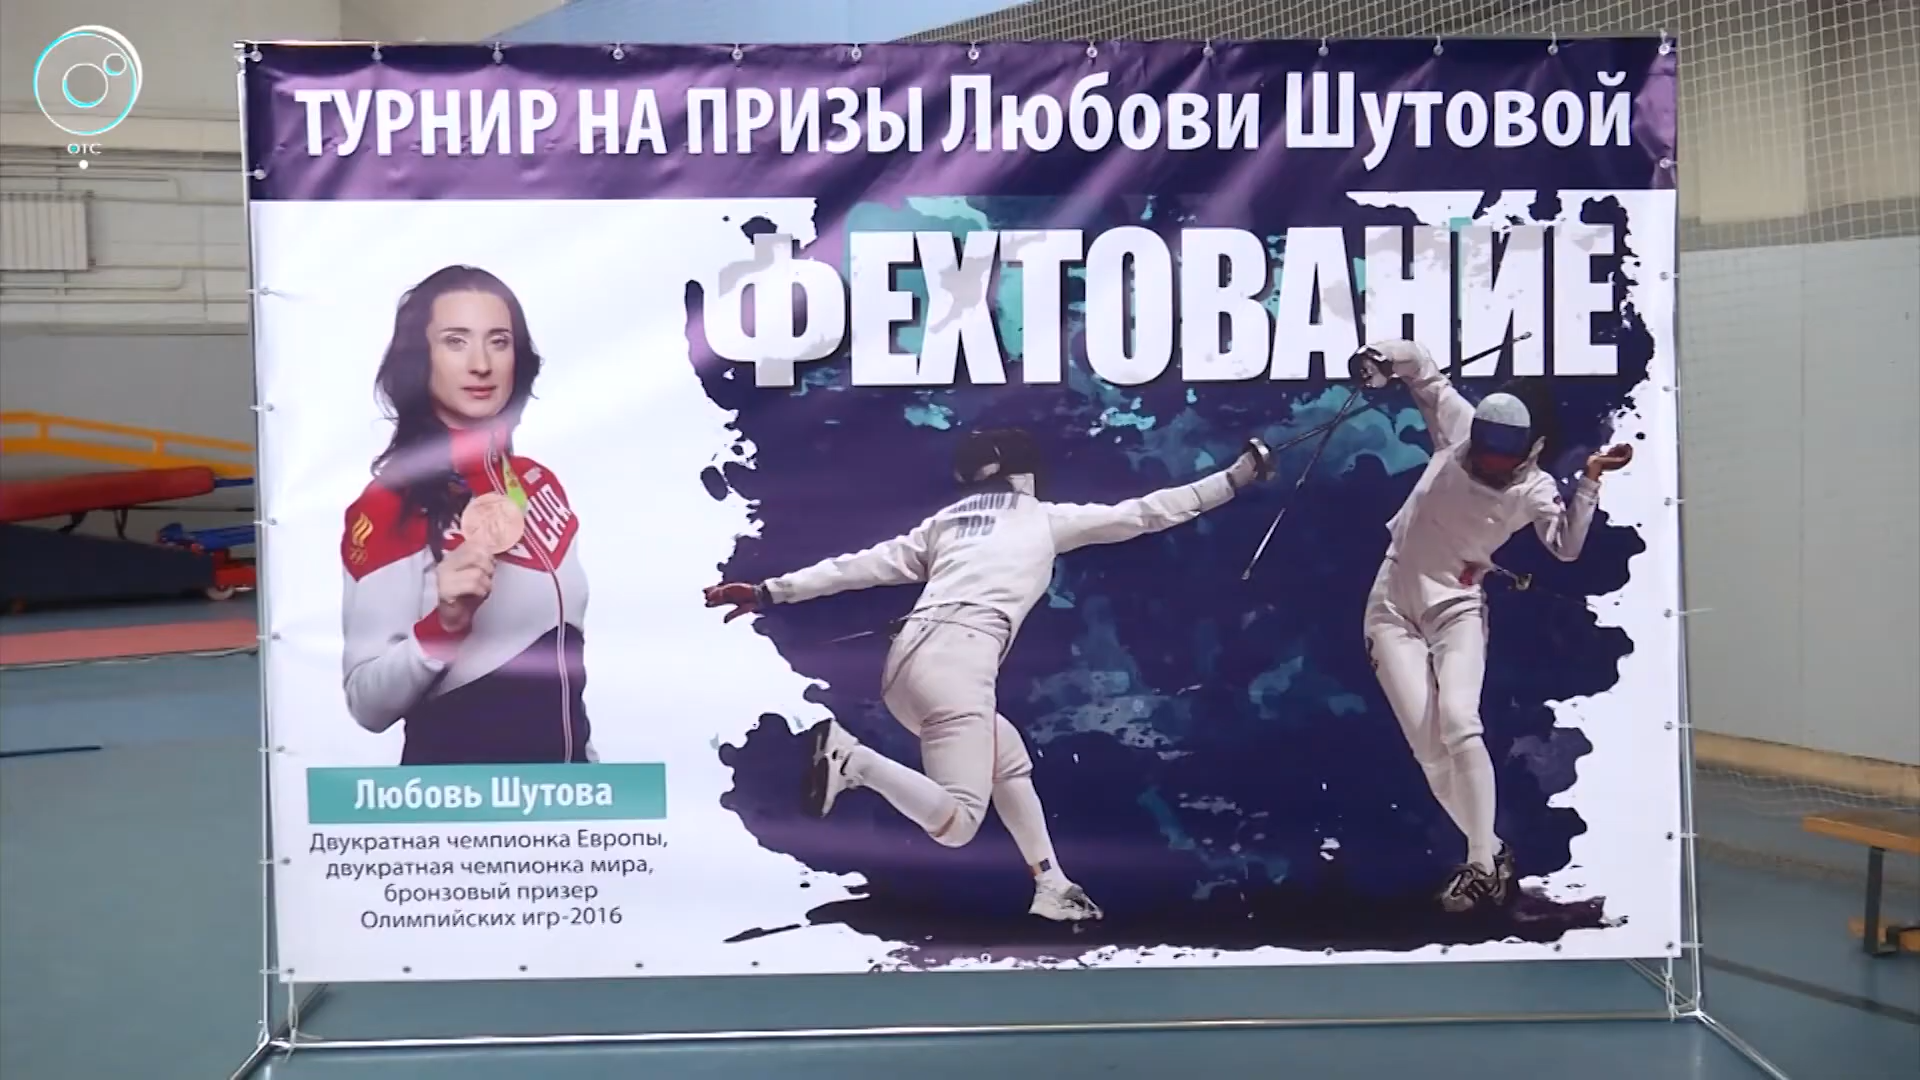 ОТС
ТУРНИР НА ПРИЗЫ Любови Шутовой
ФЕХТОВАНИЕ
Любовь Шутова
Двукратная чемпионка Европы,
двукратная чемпионка мира,
бронзовый призер
Олимпийских игр-2016